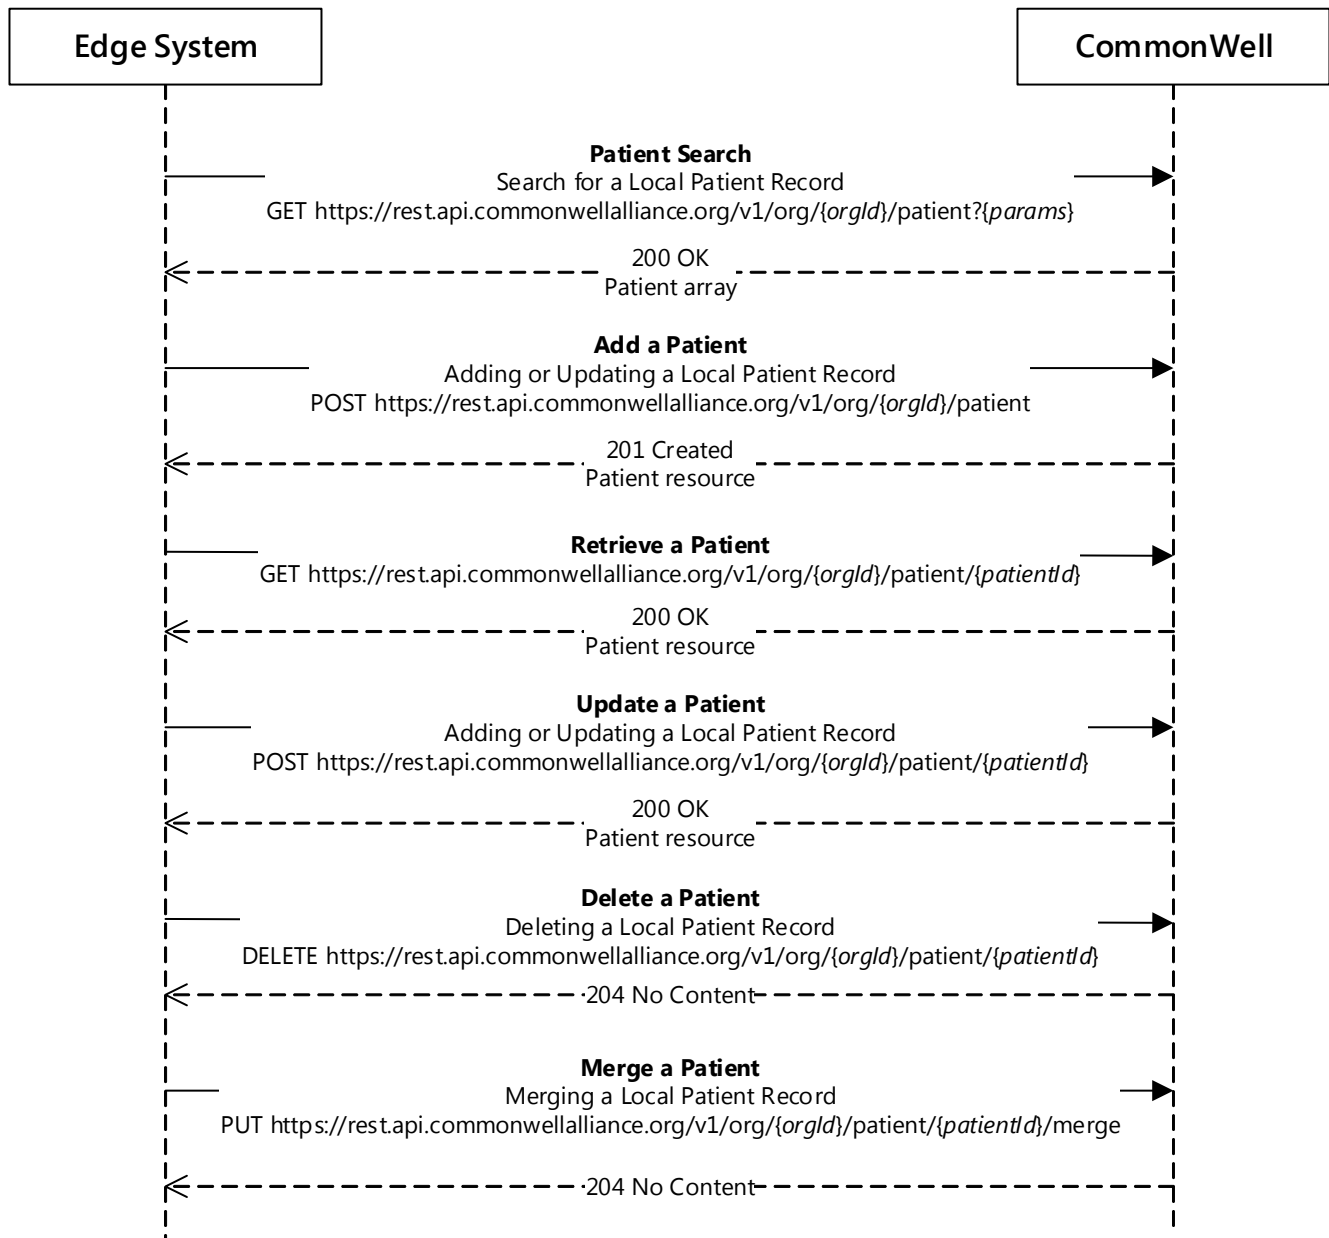 Edge System
CommonWell
Patient Search
Search for a Local Patient Record
GET https://rest.api.commonwellalliance.org/v1/org/{orgId}/patient?{params}
200 OK
Patient array
Add a Patient
Adding or Updating a Local Patient Record
POST https://rest.api.commonwellalliance.org/v1/org/{orgId}/patient
201 Created
Patient resource
Retrieve a Patient
GET https://rest.api.commonwellalliance.org/v1/org/{orgId}/patient/{patientId}
200 OK
Patient resource
Update a Patient
Adding or Updating a Local Patient Record
POST https://rest.api.commonwellalliance.org/v1/org/{orgId}/patient/{patientId}
200 OK
Patient resource
Delete a Patient
Deleting a Local Patient Record
DELETE https://rest.api.commonwellalliance.org/v1/org/{orgId}/patient/{patientId}
204 No Content
Merge a Patient
Merging a Local Patient Record
PUT https://rest.api.commonwellalliance.org/v1/org/{orgId}/patient/{patientId}/merge
204 No Content